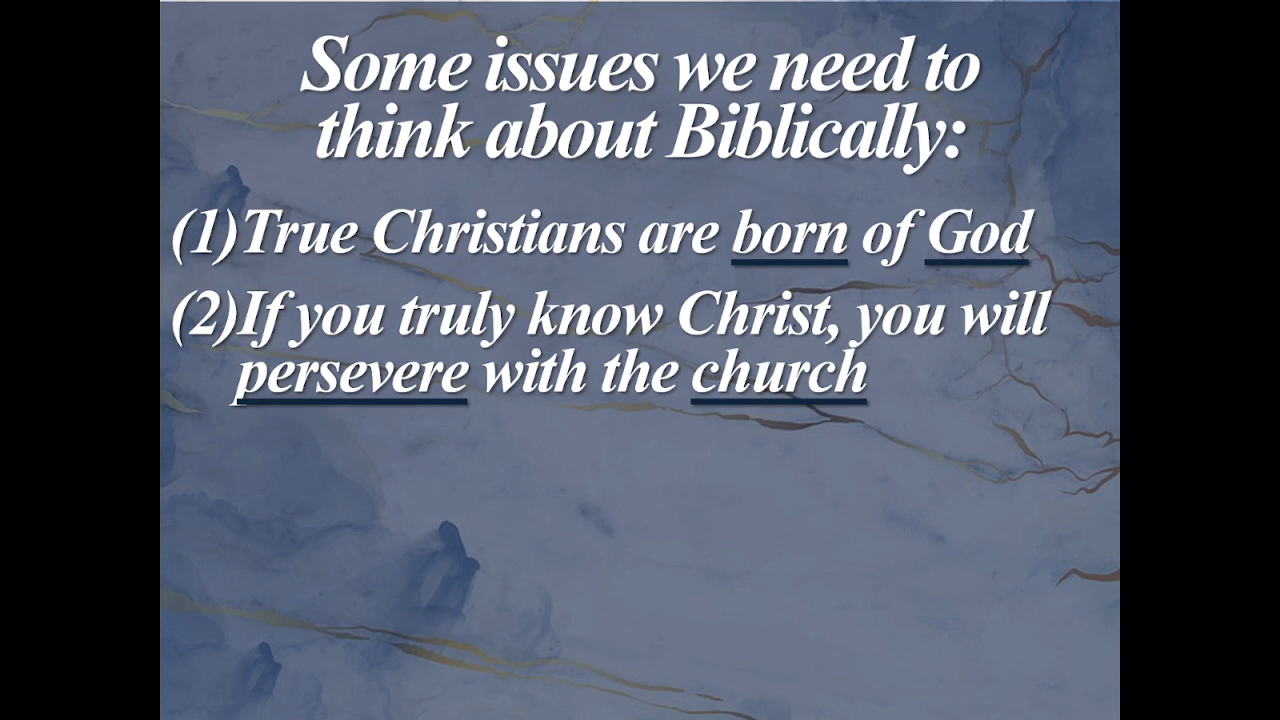 Some issues we need to
think about Biblically:
(1)True Christians are born of God
(2)If you truly know Christ, you will
persevere with the church